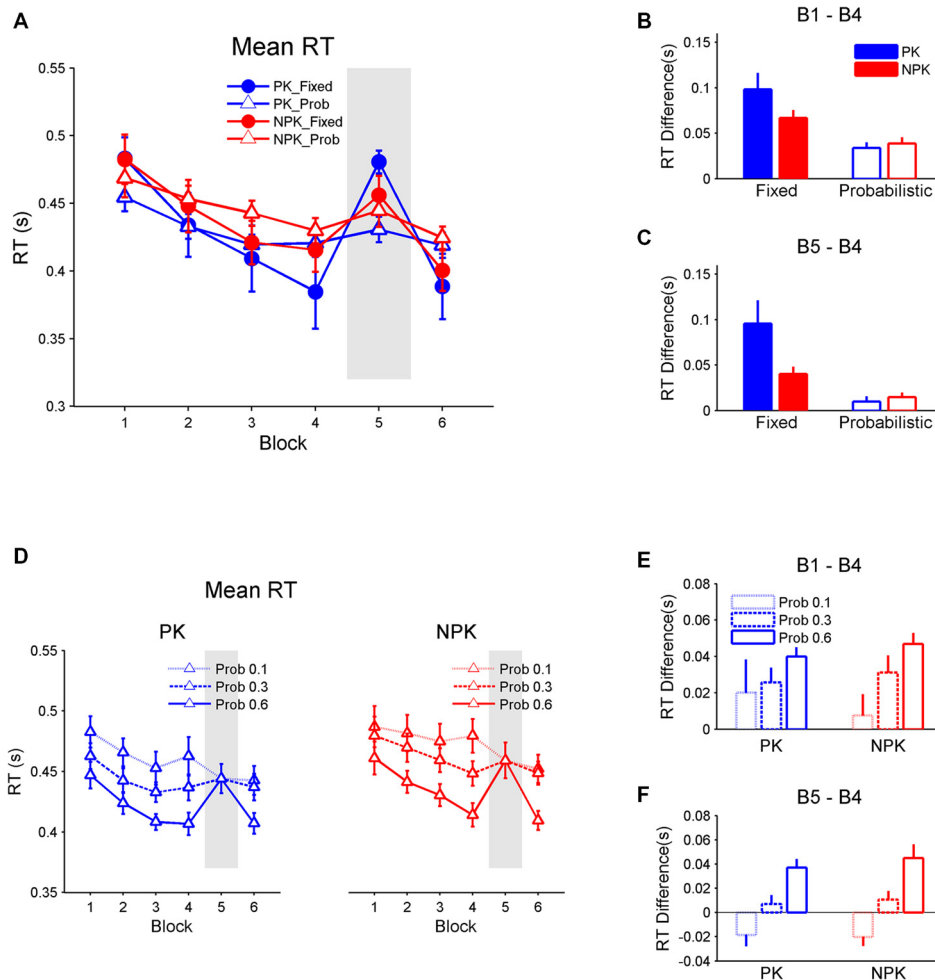 A
Mean RT
0.55
0.5
0.45
0.4
0.35
0.3
RT (s)
PK_Fixed
PK_Prob
NPK_Fixed
NPK_Prob
1 2 3 4 5 6
Block
B
B1 - B4
0.15
0.1
0.05
0
RT Difference(s)
PK
NPK
Fixed Probabilistic
C
B5 - B4
0.15
0.1
0.05
0
RT Difference(s)
Fixed Probabilistic
D
Mean RT
PK
0.55
0.5
0.45
0.4
0.35
RT (s)
Prob 0.1
Prob 0.3
Prob 0.6
1 2 3 4 5 6
Block
NPK
Prob 0.1
Prob 0.3
Prob 0.6
1 2 3 4 5 6
Block
E
B1 - B4
0.08
0.06
0.04
0.02
0
RT Difference(s)
Prob 0.1
Prob 0.3
Prob 0.6
PK NPK
F
B5 - B4
0.08
0.06
0.04
0.02
0
-0.02
-0.04
RT Difference(s)
PK NPK